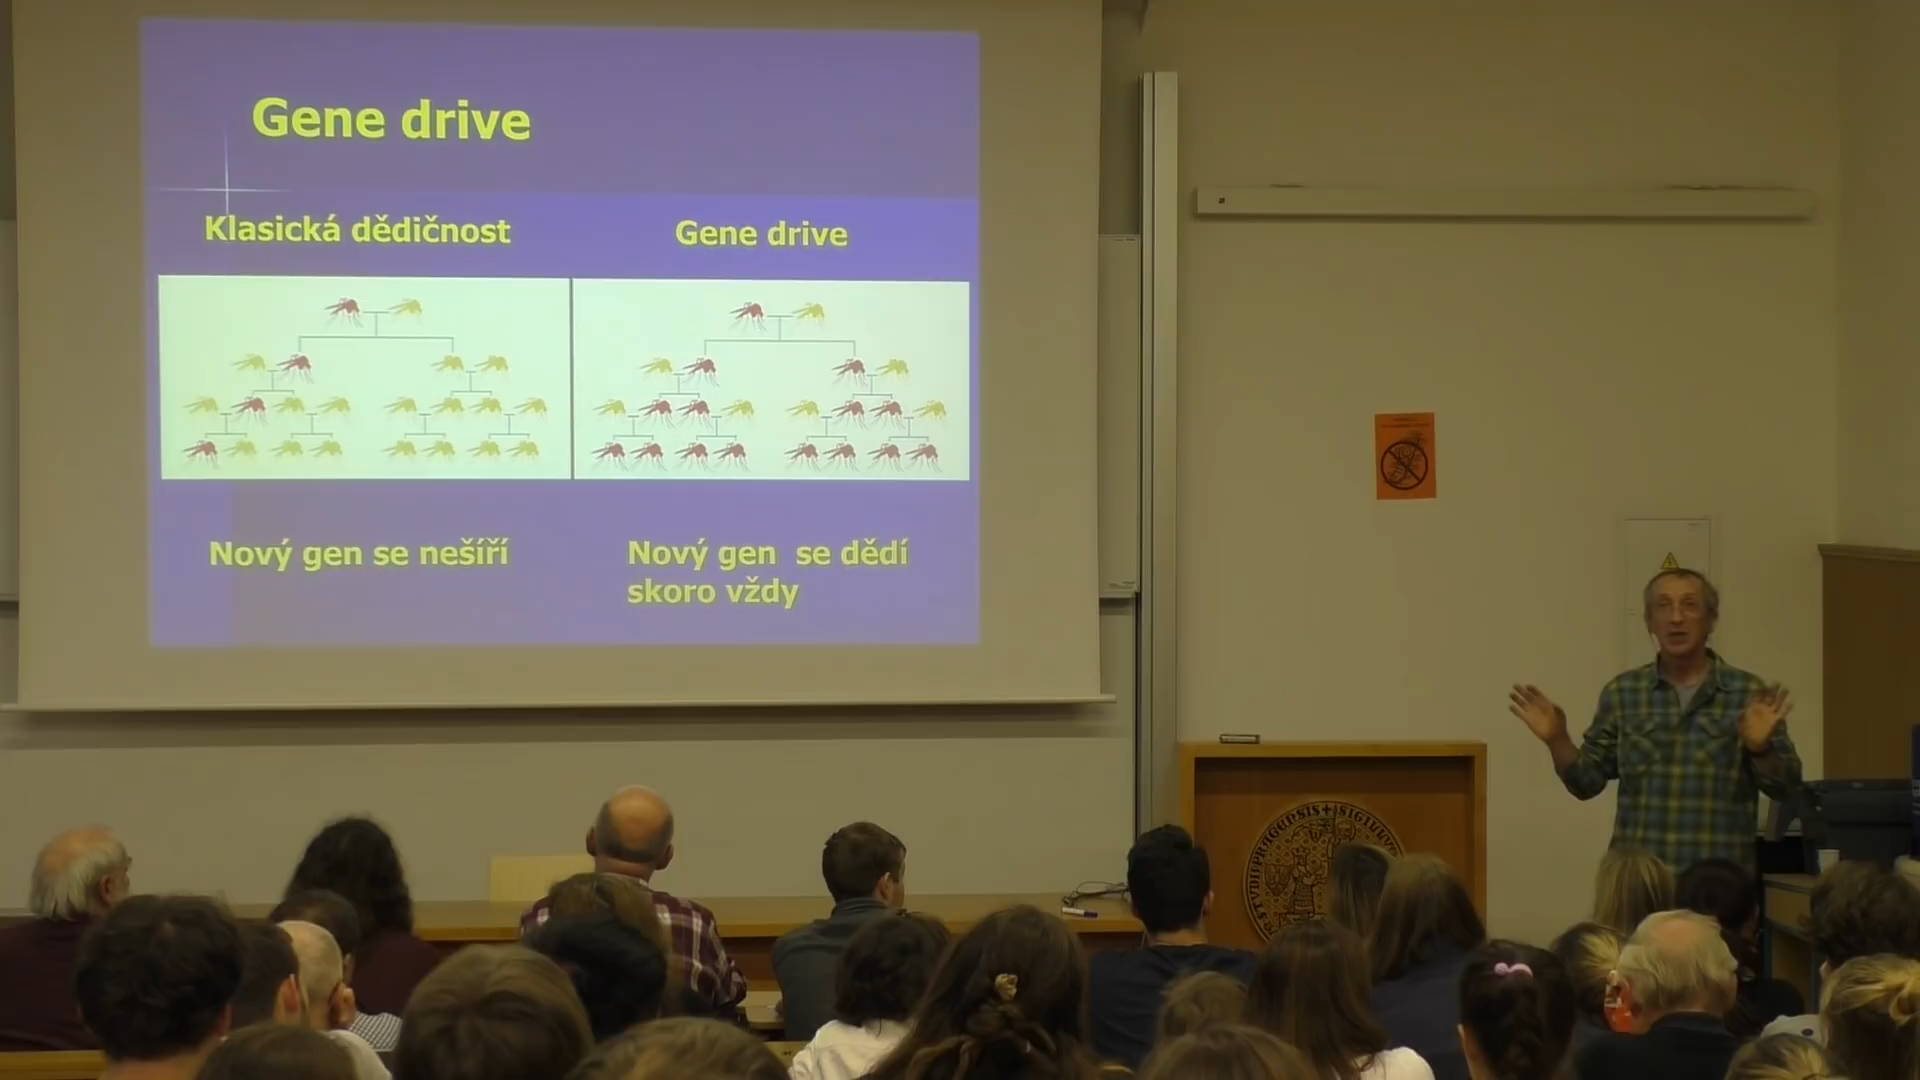 Gene drive
Klasická dědičnost
Gene drive
Nový gen se nešíří
Nový gen se dědí
skoro vždy